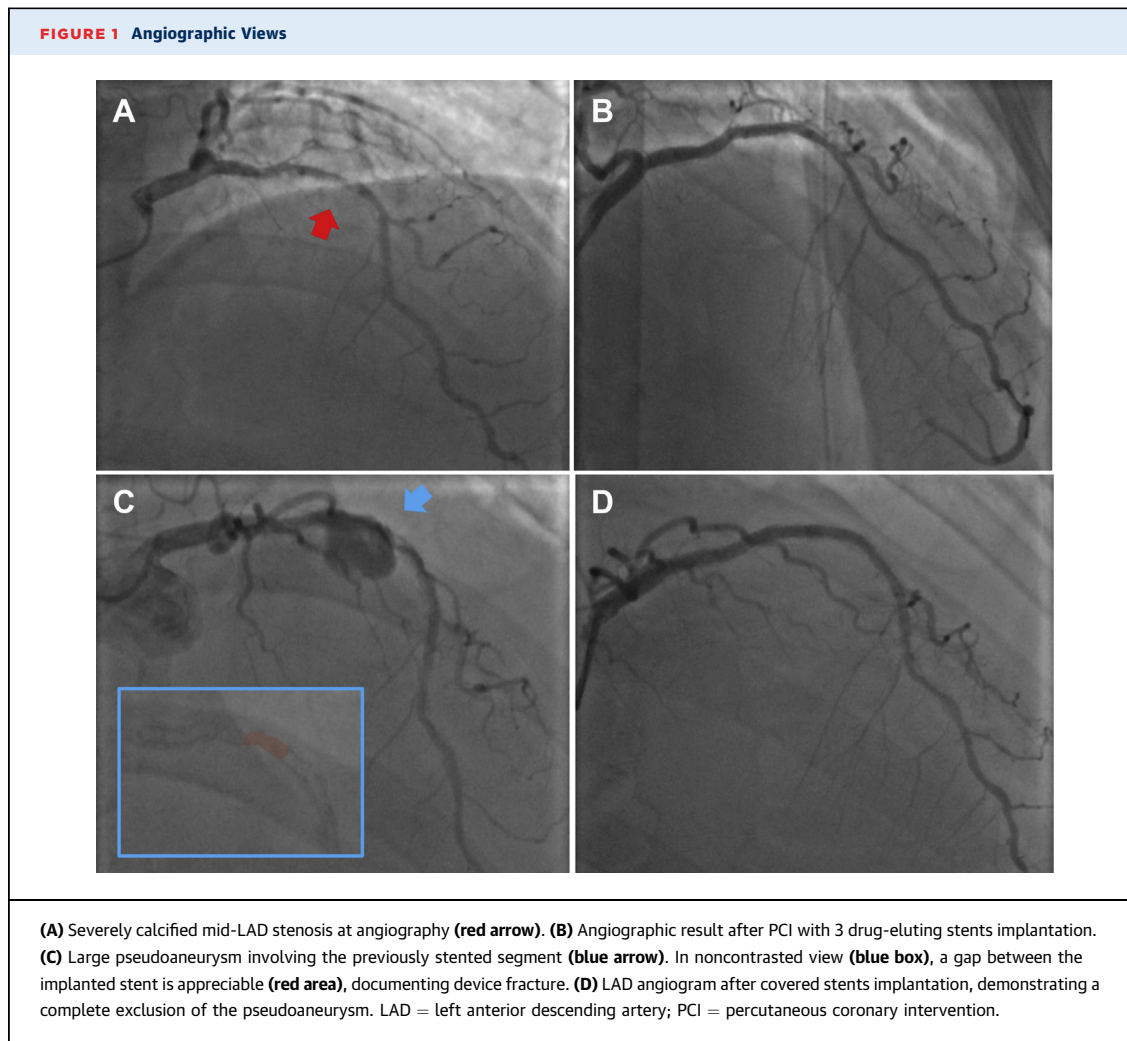 FIGURE 1 Angiographic Views
A
B
C
D
(A) Severely calcified mid-LAD stenosis at angiography (red arrow). (B) Angiographic result after PCI with 3 drug-eluting stents implantation.
(C) Large pseudoaneurysm involving the previously stented segment (blue arrow). In noncontrasted view (blue box), a gap between the
implanted stent is appreciable (red area), documenting device fracture. (D) LAD angiogram after covered stents implantation, demonstrating a
complete exclusion of the pseudoaneurysm. LAD = left anterior descending artery; PCI = percutaneous coronary intervention.